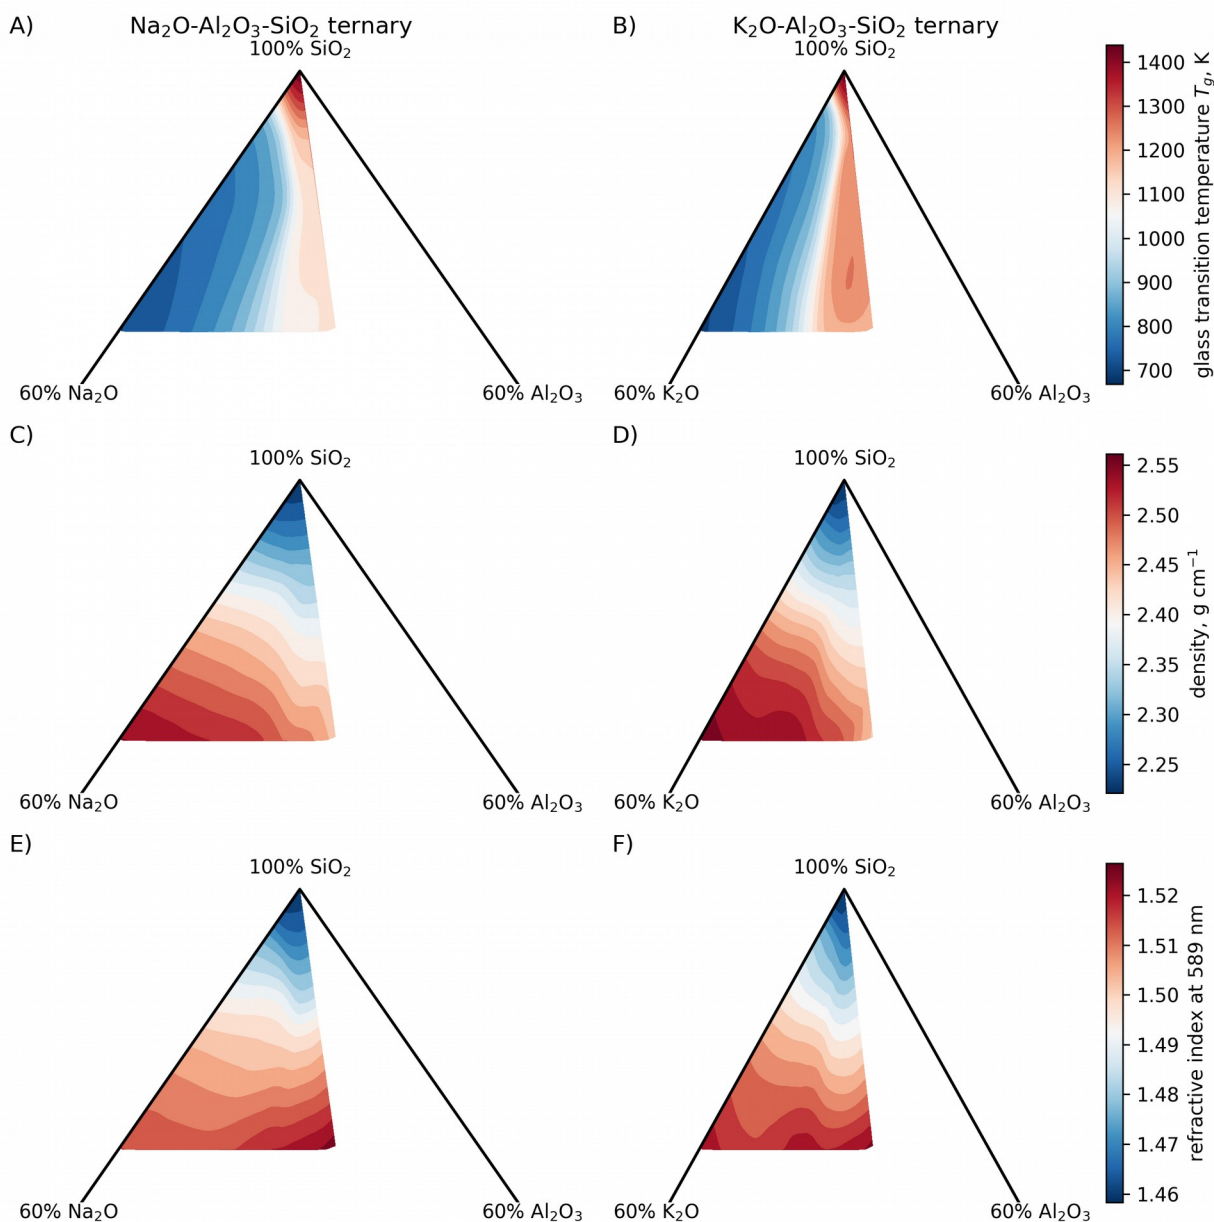 A)
Na₂O-Al₂O₃-SiO₂ ternary
100% SiO₂
60% Na₂O
60% Al₂O₃
B)
K₂O-Al₂O₃-SiO₂ ternary
100% SiO₂
60% K₂O
60% Al₂O₃
1400
1300
1200
1100
1000
900
800
700
glass transition temperature T_g, K
C)
100% SiO₂
60% Na₂O
60% Al₂O₃
D)
100% SiO₂
60% K₂O
60% Al₂O₃
2.55
2.50
2.45
2.40
2.35
2.30
2.25
density, g cm⁻¹
E)
100% SiO₂
60% Na₂O
60% Al₂O₃
F)
100% SiO₂
60% K₂O
60% Al₂O₃
1.52
1.51
1.50
1.49
1.48
1.47
1.46
refractive index at 589 nm